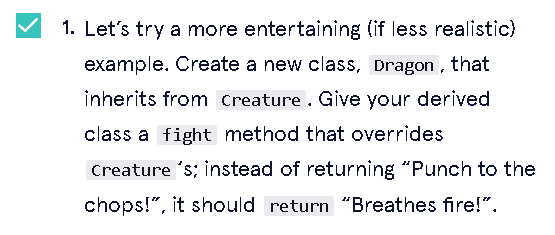 1. Let's try a more entertaining (if less realistic)
example. Create a new class, Dragon, that
inherits from Creature. Give your derived
class a fight method that overrides
Creature's; instead of returning “Punch to the
chops!”, it should return “Breathes fire!”.